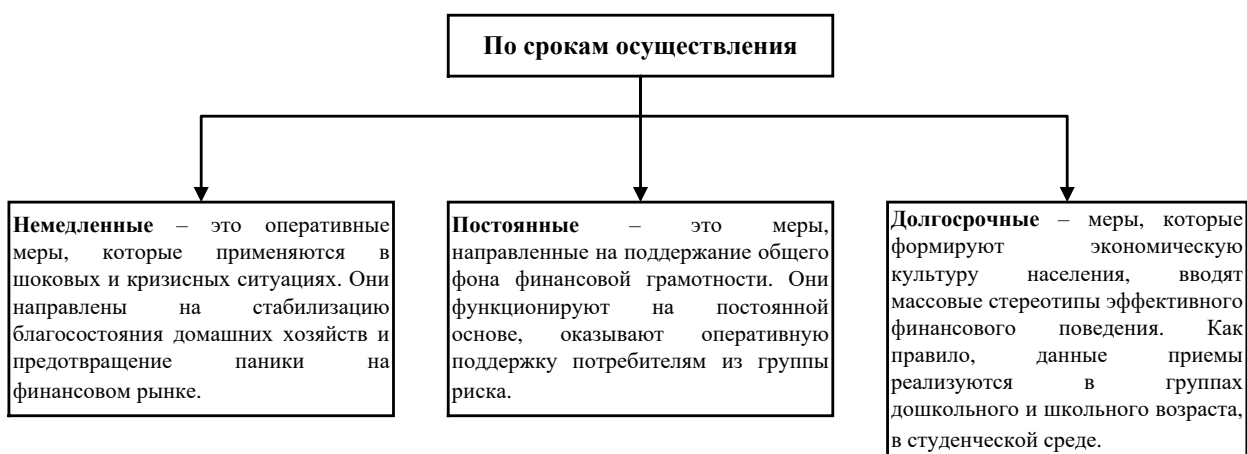 По срокам осуществления
Немедленные – это оперативные
меры, которые применяются в
шоковых и кризисных ситуациях. Они
направлены на стабилизацию
благосостояния домашних хозяйств и
предотвращение паники на
финансовом рынке.
Постоянные – это меры,
направленные на поддержание общего
фона финансовой грамотности. Они
функционируют на постоянной
основе, оказывают оперативную
поддержку потребителям из группы
риска.
Долгосрочные – меры, которые
формируют экономическую
культуру населения, вводят
массовые стереотипы эффективного
финансового поведения. Как
правило, данные приемы
реализуются в группах
дошкольного и школьного возраста,
в студенческой среде.